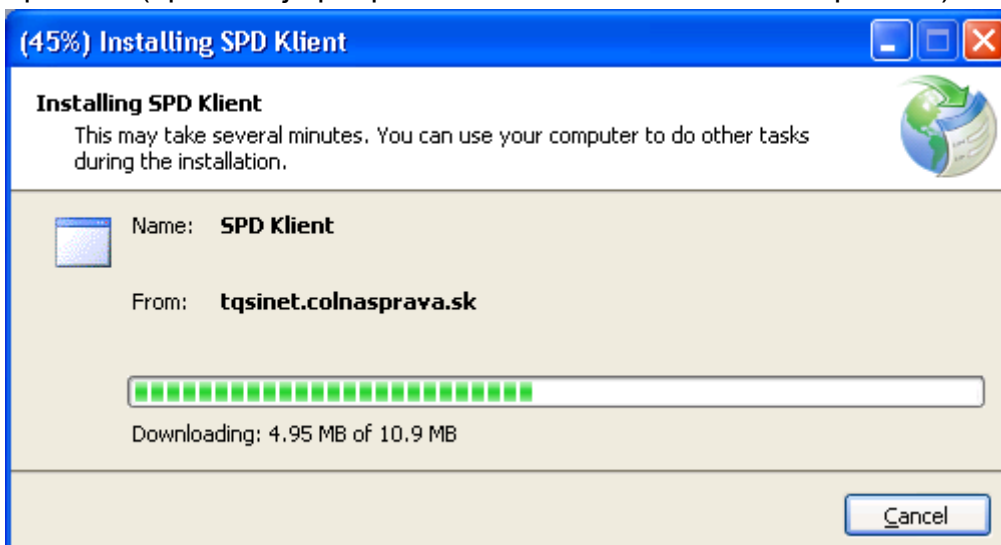 (45%) Installing SPD Klient
Installing SPD Klient
This may take several minutes. You can use your computer to do other tasks
during the installation.
Name: SPD Klient
From: tqsinet.colnasprava.sk
Downloading: 4.95 MB of 10.9 MB
Cancel